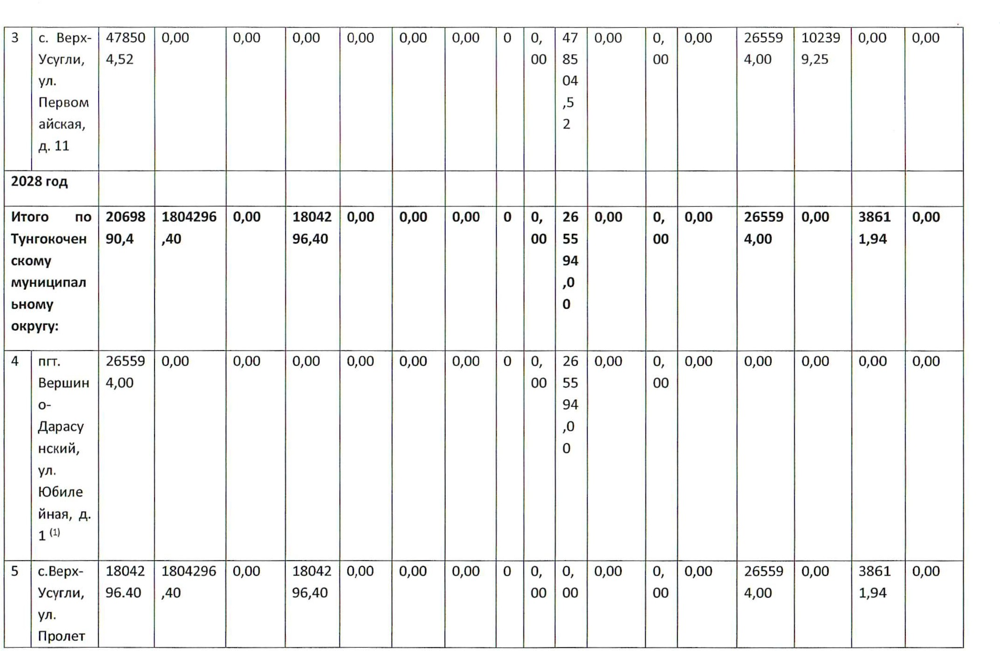 3 с. Верх- 47850 0,00 0,00 0,00 0,00 0,00 0,00 0 0, 47 0,00 0, 0,00 26559 10239 0,00 0,00
Усугли, 4,52 00 85 00 4,00 9,25
ул. 04
Первом ,5
айская, 2
д. 11
2028 год
Итого по 20698 1804296 0,00 18042 0,00 0,00 0,00 0 0, 26 0,00 0, 0,00 26559 0,00 3861 0,00
Тунгокочен 90,4 ,40 96,40 00 55 00 4,00 1,94
скому 94
муниципал ,0
ьному 0
округу:
4 пгт. 26559 0,00 0,00 0,00 0,00 0,00 0,00 0 0, 26 0,00 0, 0,00 0,00 0,00 0,00 0,00
Вершин 4,00 00 55 00
о- 94
Дарасу ,0
нский, 0
ул.
Юбиле
йная, д.
1 (1)
5 с.Верх- 18042 1804296 0,00 18042 0,00 0,00 0,00 0 0, 0, 0,00 0, 0,00 26559 0,00 3861 0,00
Усугли, 96.40 ,40 96,40 00 00 00 4,00 1,94
ул.
Пролет